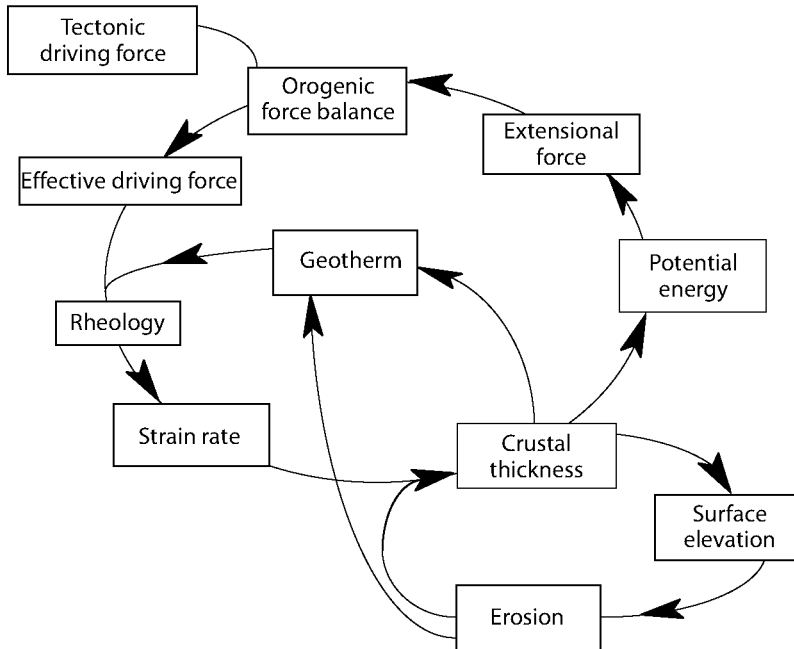 Tectonic
driving force
Orogenic
force balance
Extensional
force
Effective driving force
Geotherm
Potential
energy
Rheology
Strain rate
Crustal
thickness
Surface
elevation
Erosion